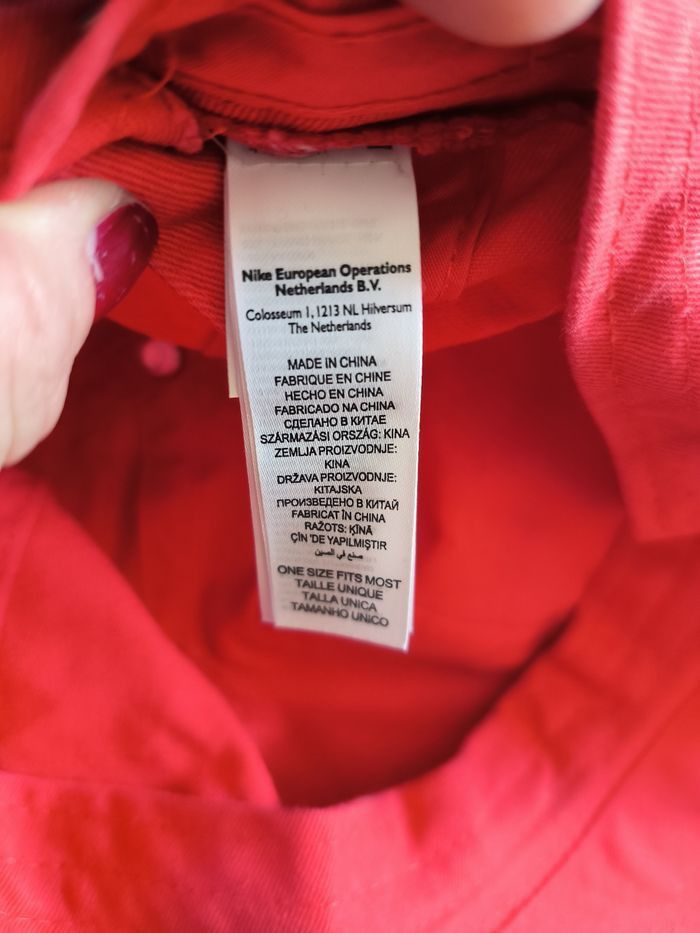 Nike European Operations
Netherlands B.V.
Colosseum 1, 1213 NL Hilversum
The Netherlands
MADE IN CHINA
FABRIQUE EN CHINE
HECHO EN CHINA
FABRICADO NA CHINA
СДЕЛАНО В КИТАЕ
SZÁRMAZÁSI ORSZÁG: KINA
ZEMLJA PROIZVODNJE:
KINA
DRŽAVA PROIZVODNJE:
KITAJSKA
ПРОИЗВЕДЕНО В КИТАЙ
FABRICAT ÎN CHINA
RAŽOTS: ĶĪNĀ
ÇİN 'DE YAPILMIŞTIR
صنع في الصين
ONE SIZE FITS MOST
TAILLE UNIQUE
TALLA UNICA
TAMANHO UNICO